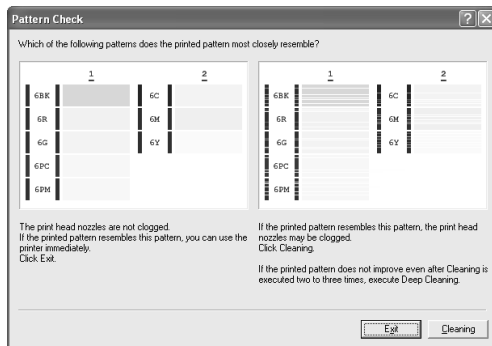 Pattern Check
Which of the following patterns does the printed pattern most closely resemble?
1 2
6BK 6C
6R 6M
6G 6Y
6PC
6PM
1 2
6BK 6C
6R 6M
6G 6Y
6PC
6PM
The print head nozzles are not clogged.
If the printed pattern resembles this pattern, you can use the
printer immediately.
Click Exit.
If the printed pattern resembles this pattern, the print head
nozzles may be clogged.
Click Cleaning.
If the printed pattern does not improve even after Cleaning is
executed two to three times, execute Deep Cleaning.
Exit Cleaning